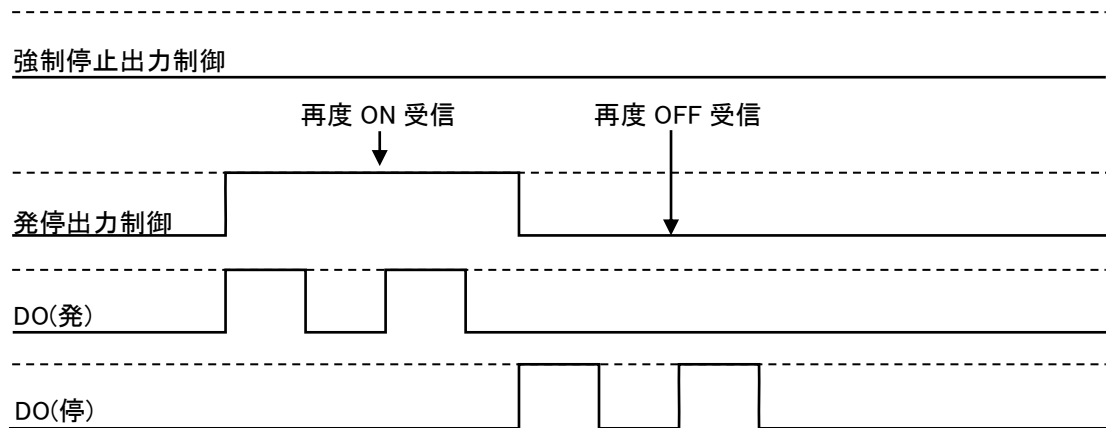 強制停止出力制御
再度 ON 受信
再度 OFF 受信
発停出力制御
DO(発)
DO(停)